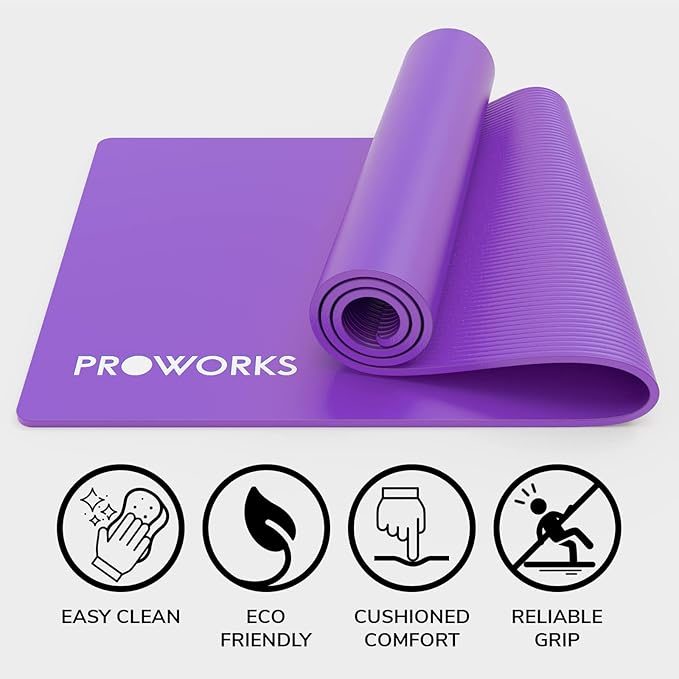 PROWORKS
EASY CLEAN
ECO
FRIENDLY
CUSHIONED
COMFORT
RELIABLE
GRIP